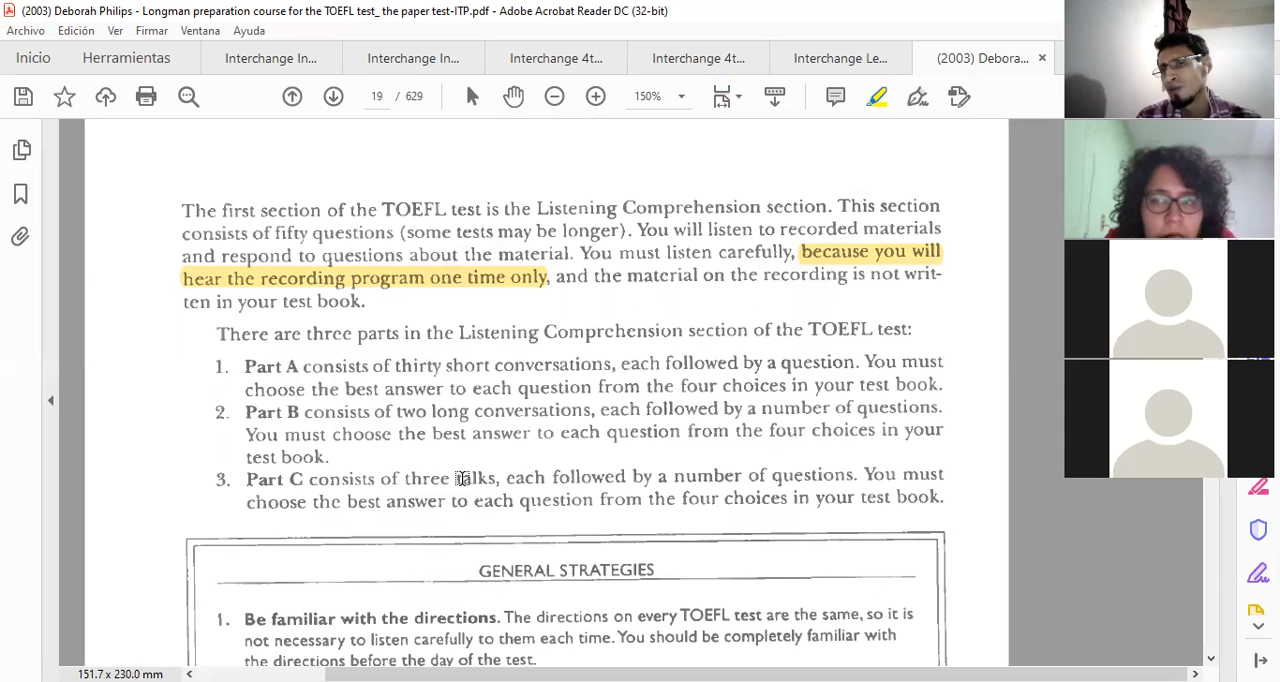 (2003) Deborah Philips - Longman preparation course for the TOEFL test_ the paper test-ITP.pdf - Adobe Acrobat Reader DC (32-bit)
Archivo Edición Ver Firmar Ventana Ayuda
Inicio Herramientas Interchange In... Interchange In... Interchange 4t... Interchange 4t... Interchange Le... (2003) Debora... ×
19 / 629 150%
The first section of the TOEFL test is the Listening Comprehension section. This section
consists of fifty questions (some tests may be longer). You will listen to recorded materials
and respond to questions about the material. You must listen carefully, because you will
hear the recording program one time only, and the material on the recording is not writ-
ten in your test book.
There are three parts in the Listening Comprehension section of the TOEFL test:
1. Part A consists of thirty short conversations, each followed by a question. You must
choose the best answer to each question from the four choices in your test book.
2. Part B consists of two long conversations, each followed by a number of questions.
You must choose the best answer to each question from the four choices in your
test book.
3. Part C consists of three talks, each followed by a number of questions. You must
choose the best answer to each question from the four choices in your test book.
GENERAL STRATEGIES
1. Be familiar with the directions. The directions on every TOEFL test are the same, so it is
not necessary to listen carefully to them each time. You should be completely familiar with
the directions before the day of the test.
151.7 x 230.0 mm